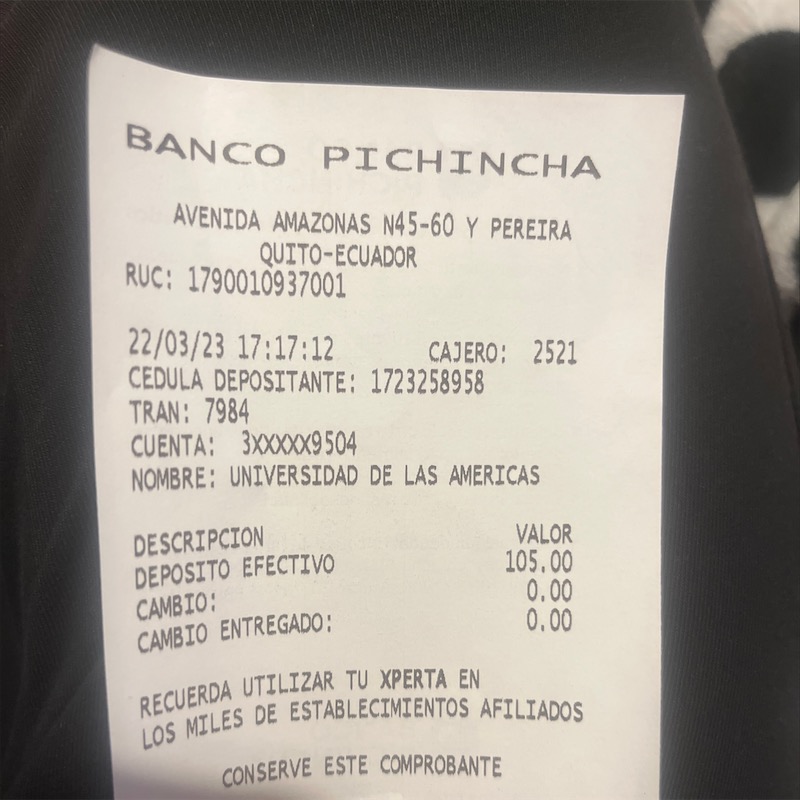 BANCO PICHINCHA
AVENIDA AMAZONAS N45-60 Y PEREIRA
QUITO-ECUADOR
RUC: 1790010937001
22/03/23 17:17:12 CAJERO: 2521
CEDULA DEPOSITANTE: 1723258958
TRAN: 7984
CUENTA: 3XXXXX9504
NOMBRE: UNIVERSIDAD DE LAS AMERICAS
DESCRIPCION VALOR
DEPOSITO EFECTIVO 105.00
CAMBIO: 0.00
CAMBIO ENTREGADO: 0.00
RECUERDA UTILIZAR TU XPERTA EN
LOS MILES DE ESTABLECIMIENTOS AFILIADOS
CONSERVE ESTE COMPROBANTE